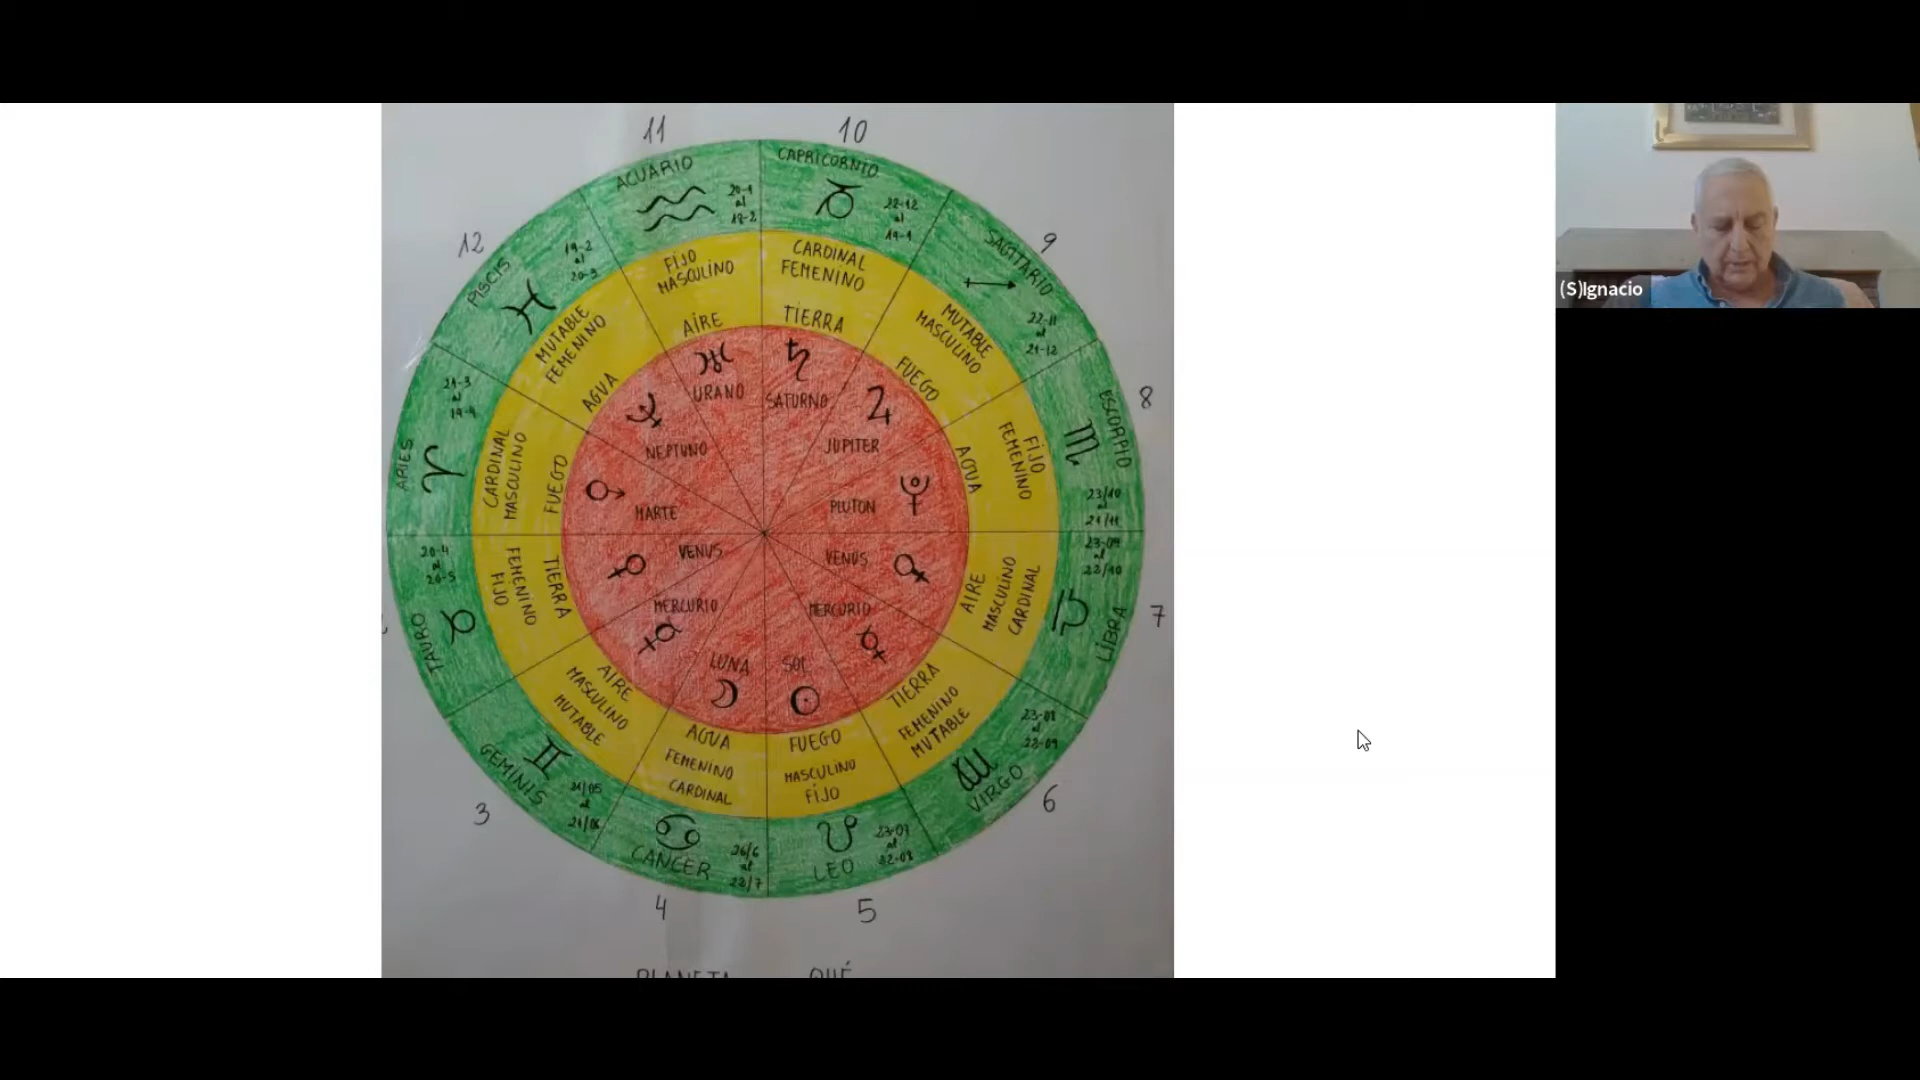 11
10
ACUARIO
20-1
al
18-2
CAPRICORNIO
22-12
al
19-1
9
SAGITARIO
22-11
al
21-12
12
PISCIS
19-2
al
20-3
FIJO
MASCULINO
AIRE
CARDINAL
FEMENINO
TIERRA
MUTABLE
MASCULINO
FUEGO
8
ESCORPIO
23/10
al
21/11
FIJO
FEMENINO
AGUA
MUTABLE
FEMENINO
AGUA
ARIES
21-3
al
19-4
CARDINAL
MASCULINO
FUEGO
URANO
SATURNO
JUPITER
NEPTUNO
MARTE
PLUTON
VENUS
VENUS
MERCURIO
MERCURIO
LUNA
SOL
TAURO
20-4
al
20-5
TIERRA
FEMENINO
FIJO
7
LIBRA
23-09
al
22/10
AIRE
MASCULINO
CARDINAL
3
GEMINIS
21/05
al
21/06
AIRE
MASCULINO
MUTABLE
4
CANCER
26/6
al
22/7
AGUA
FEMENINO
CARDINAL
5
LEO
23-07
al
22-08
FUEGO
MASCULINO
FIJO
6
VIRGO
23-08
al
22-09
TIERRA
FEMENINO
MUTABLE
PLANETA QUÉ
(S)Ignacio